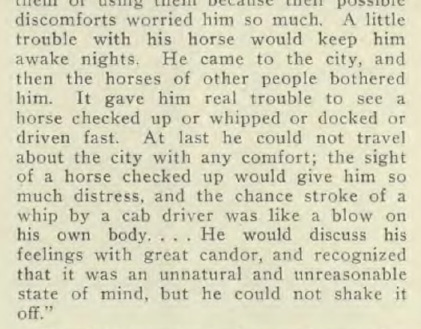 them or using them because their possible
discomforts worried him so much. A little
trouble with his horse would keep him
awake nights. He came to the city, and
then the horses of other people bothered
him. It gave him real trouble to see a
horse checked up or whipped or docked or
driven fast. At last he could not travel
about the city with any comfort; the sight
of a horse checked up would give him so
much distress, and the chance stroke of a
whip by a cab driver was like a blow on
his own body. . . . He would discuss his
feelings with great candor, and recognized
that it was an unnatural and unreasonable
state of mind, but he could not shake it
off."